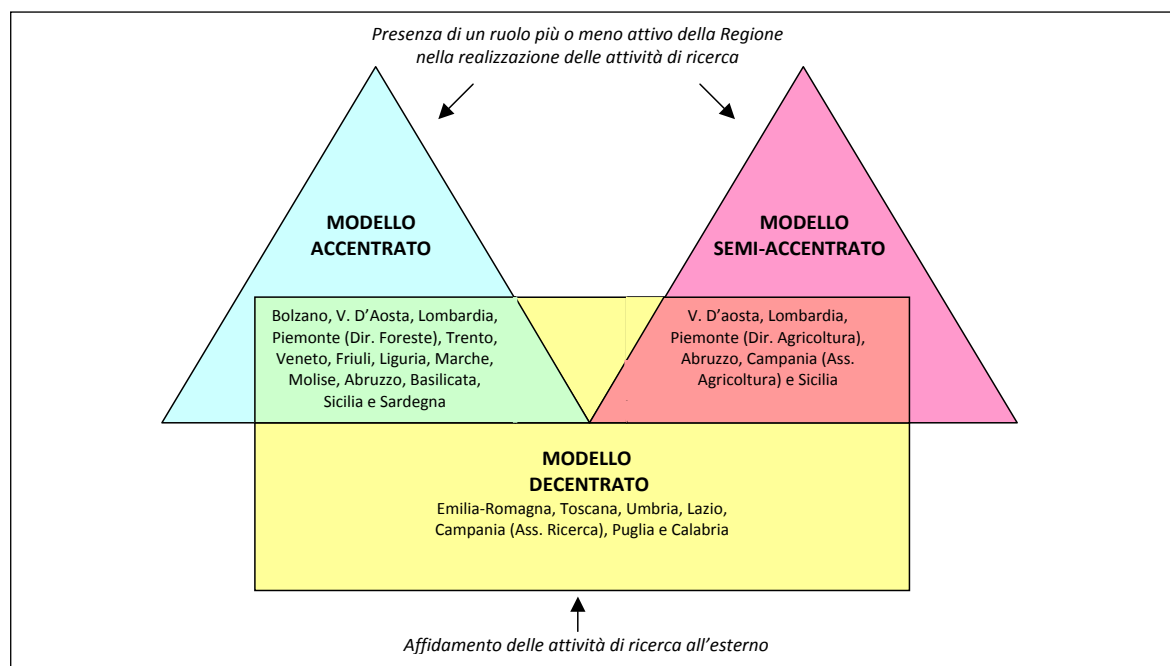 Presenza di un ruolo più o meno attivo della Regione
nella realizzazione delle attività di ricerca
MODELLO
ACCENTRATO
MODELLO
SEMI-ACCENTRATO
Bolzano, V. D’Aosta, Lombardia,
Piemonte (Dir. Foreste), Trento,
Veneto, Friuli, Liguria, Marche,
Molise, Abruzzo, Basilicata,
Sicilia e Sardegna
V. D’aosta, Lombardia,
Piemonte (Dir. Agricoltura),
Abruzzo, Campania (Ass.
Agricoltura) e Sicilia
MODELLO
DECENTRATO
Emilia-Romagna, Toscana, Umbria, Lazio,
Campania (Ass. Ricerca), Puglia e Calabria
Affidamento delle attività di ricerca all’esterno